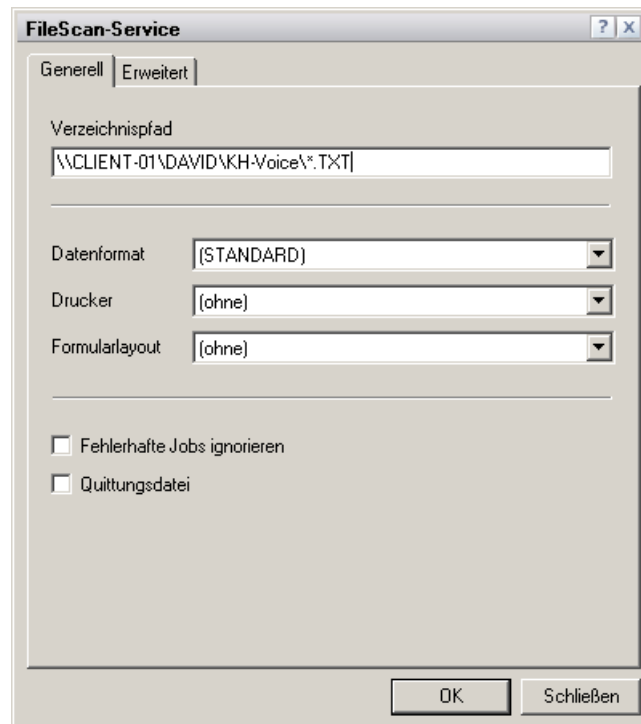 FileScan-Service
Generell Erweitert
Verzeichnispfad
\\CLIENT-01\DAVID\KH-Voice\*.TXT
Datenformat (STANDARD)
Drucker (ohne)
Formularlayout (ohne)
Fehlerhafte Jobs ignorieren
Quittungsdatei
OK Schließen